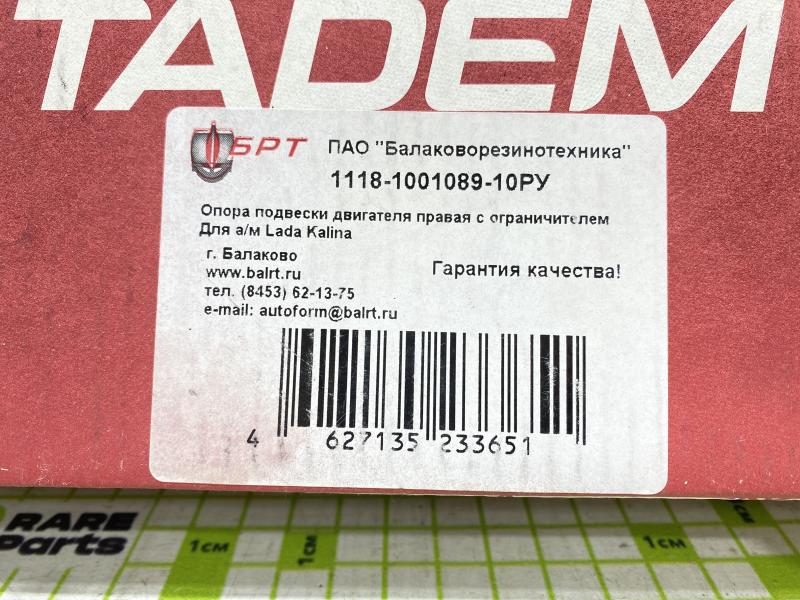 TADEM
БРТ
ПАО "Балаковорезинотехника"
1118-1001089-10РУ
Опора подвески двигателя правая с ограничителем
Для а/м Lada Kalina
г. Балаково
www.balrt.ru
Гарантия качества!
тел. (8453) 62-13-75
e-mail: autoform@balrt.ru
4 627135 233651
RARE
Parts
1см
1см
1см